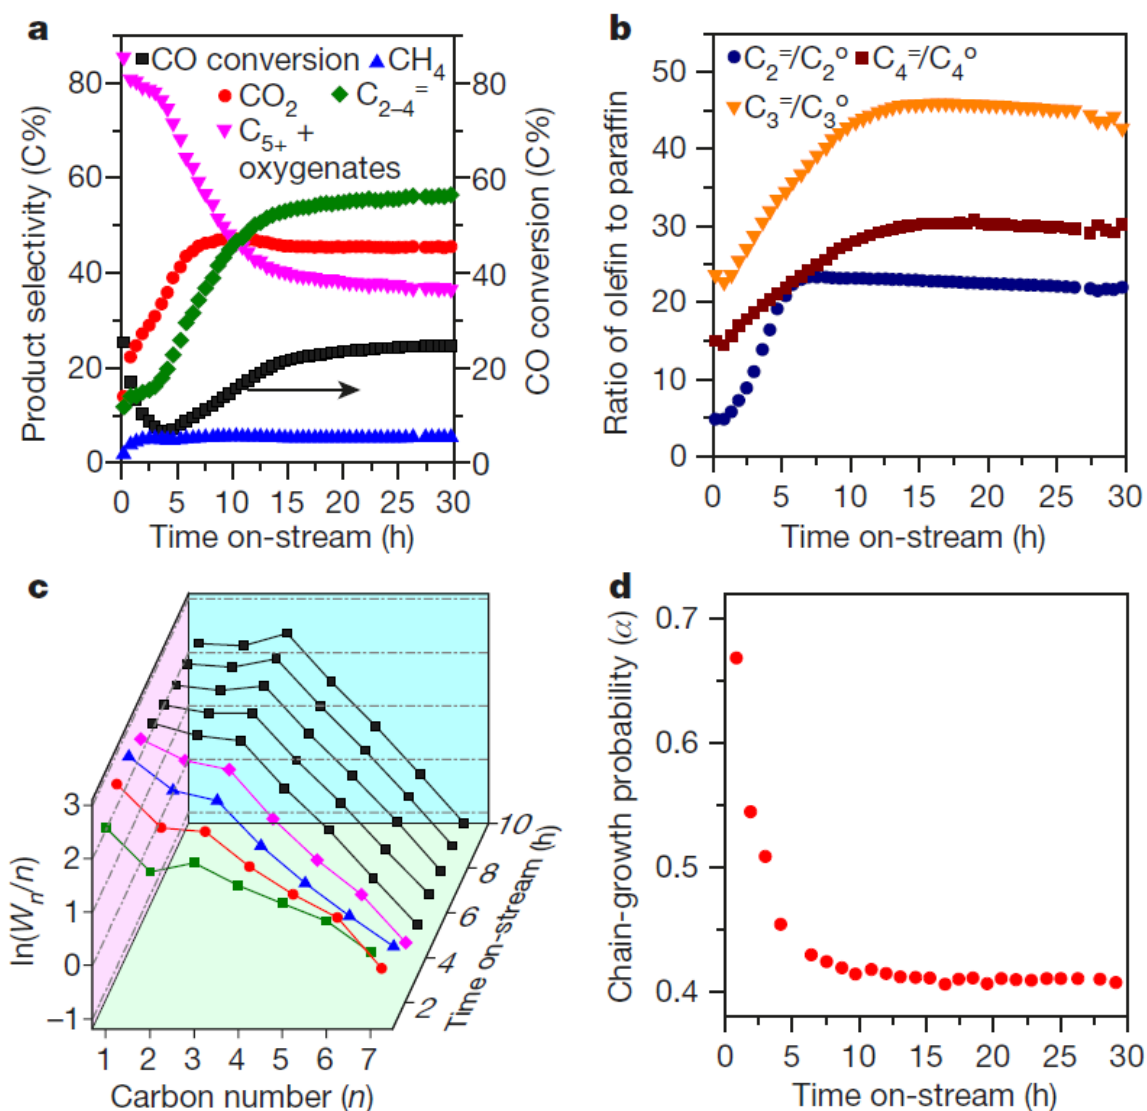 a
CO conversion CH4
CO2 C2–4=
C5+ +
oxygenates
Product selectivity (C%)
CO conversion (C%)
80
60
40
20
0
80
60
40
20
0
0 5 10 15 20 25 30
Time on-stream (h)
b
C2=/C2o C4=/C4o
C3=/C3o
Ratio of olefin to paraffin
50
40
30
20
10
0
0 5 10 15 20 25 30
Time on-stream (h)
c
ln(Wn/n)
3
2
1
0
−1
1 2 3 4 5 6 7
Carbon number (n)
10
8
6
4
2
Time on-stream (h)
d
Chain-growth probability (α)
0.7
0.6
0.5
0.4
0 5 10 15 20 25 30
Time on-stream (h)